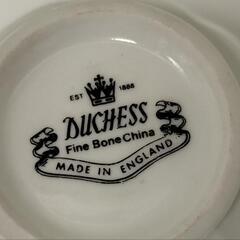 EST 1888
DUCHESS
Fine Bone China
MADE IN ENGLAND